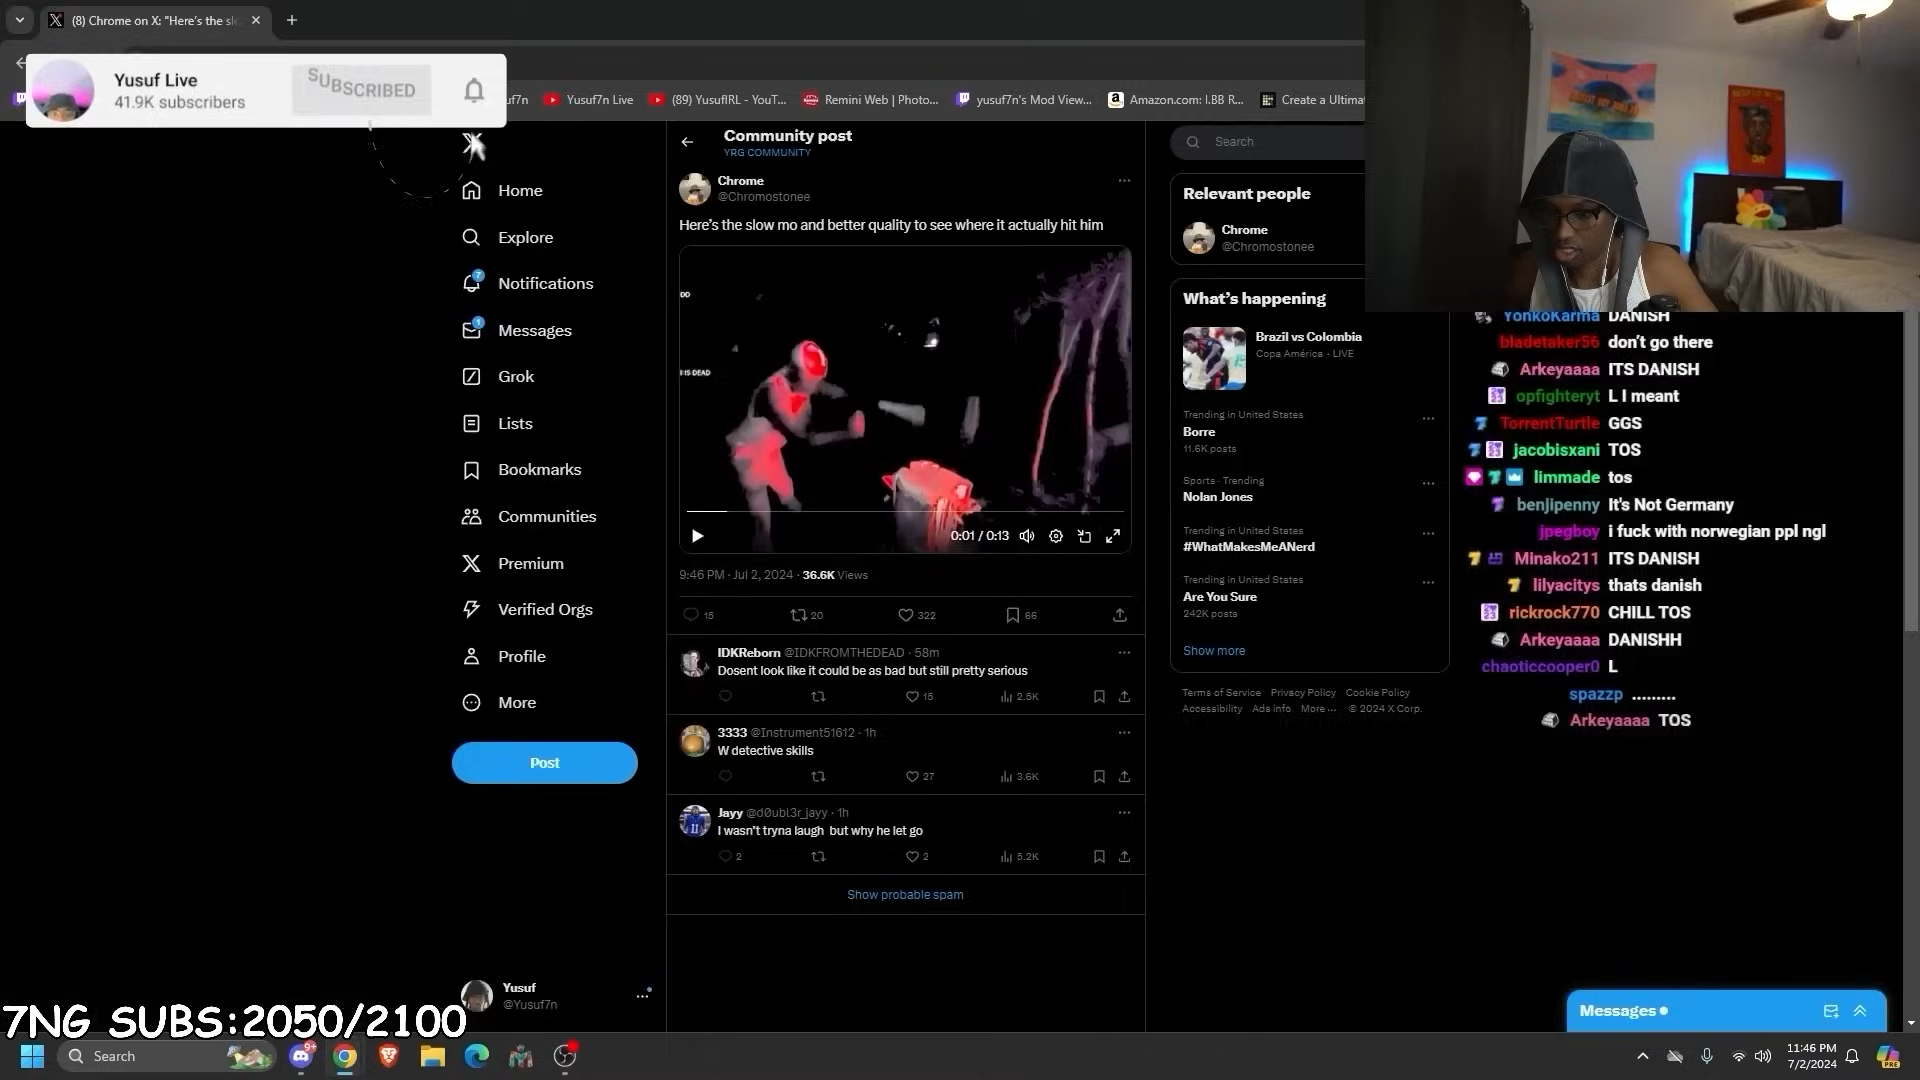 (8) Chrome on X: "Here's the sl
Yusuf Live
41.9K subscribers
SUBSCRIBED
uf7n
Yusuf7n Live
(89) YusufIRL - YouT...
Remini Web | Photo...
yusuf7n's Mod View...
Amazon.com: I.BB R...
Create a Ultima
Home
Explore
7
Notifications
1
Messages
Grok
Lists
Bookmarks
Communities
Premium
Verified Orgs
Profile
More
Post
Yusuf
@Yusuf7n
Community post
YRG COMMUNITY
Chrome
@Chromostonee
Here's the slow mo and better quality to see where it actually hit him
DD
IS DEAD
0:01 / 0:13
9:46 PM · Jul 2, 2024 · 36.6K Views
15 20 322 66
IDKReborn @IDKFROMTHEDEAD · 58m
Dosent look like it could be as bad but still pretty serious
15 2.5K
3333 @Instrument51612 · 1h
W detective skills
27 3.6K
Jayy @d0ubl3r_jayy · 1h
I wasn't tryna laugh but why he let go
2 2 5.2K
Show probable spam
Search
Relevant people
Chrome
@Chromostonee
What's happening
Brazil vs Colombia
Copa América · LIVE
Trending in United States
Borre
11.6K posts
Sports · Trending
Nolan Jones
Trending in United States
#WhatMakesMeANerd
Trending in United States
Are You Sure
242K posts
Show more
Terms of Service Privacy Policy Cookie Policy
Accessibility Ads info More ··· © 2024 X Corp.
YonkoKarma DANISH
bladetaker56 don't go there
Arkeyaaaa ITS DANISH
opfighteryt L I meant
TorrentTurtle GGS
jacobisxani TOS
limmade tos
benjipenny It's Not Germany
jpegboy i fuck with norwegian ppl ngl
Minako211 ITS DANISH
lilyacitys thats danish
rickrock770 CHILL TOS
Arkeyaaaa DANISHH
chaoticcooper0 L
spazzp .........
Arkeyaaaa TOS
Messages
7NG SUBS:2050/2100
Search
9+
11:46 PM
7/2/2024
PRE